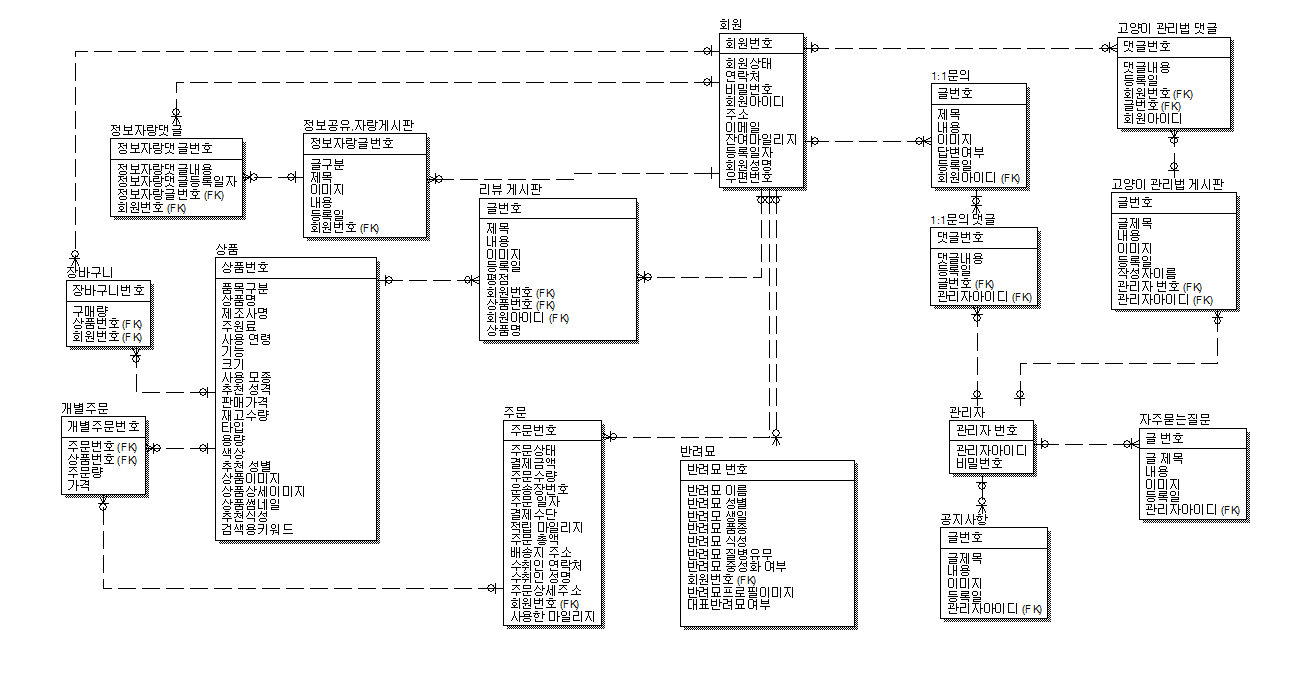 회원
회원번호
회원상태
연락처
비밀번호
회원아이디
주소
이메일
잔여마일리지
등록일자
회원성명
우편번호
고양이 관리법 댓글
댓글번호
댓글내용
등록일
회원번호 (FK)
글번호 (FK)
회원아이디
1:1문의
글번호
제목
내용
이미지
답변여부
등록일
회원아이디 (FK)
정보자랑댓글
정보자랑댓글번호
정보자랑댓글내용
정보자랑댓글등록일자
정보자랑글번호 (FK)
회원번호 (FK)
정보공유,자랑게시판
정보자랑글번호
글구분
제목
이미지
내용
등록일
회원번호 (FK)
리뷰 게시판
글번호
제목
내용
이미지
등록일
평점
회원번호 (FK)
상품번호 (FK)
회원아이디 (FK)
상품명
고양이 관리법 게시판
글번호
글제목
내용
이미지
등록일
작성자이름
관리자 번호 (FK)
관리자아이디 (FK)
1:1문의 댓글
댓글번호
댓글내용
등록일
글번호 (FK)
관리자아이디 (FK)
상품
상품번호
품목구분
상품명
제조사명
주원료
사용 연령
기능
크기
사용 모종
추천 성격
판매가격
재고수량
타입
용량
색상
추천 성별
상품이미지
상품상세이미지
상품썸네일
추천식성
검색용키워드
장바구니
장바구니번호
구매량
상품번호 (FK)
회원번호 (FK)
개별주문
개별주문번호
주문번호 (FK)
상품번호 (FK)
주문량
가격
주문
주문번호
주문상태
결제금액
주문수량
운송장번호
주문 일자
결제수단
적립 마일리지
주문 총액
배송지 주소
수취인 연락처
수취인 성명
주문상세주소
회원번호 (FK)
사용한 마일리지
반려묘
반려묘 번호
반려묘 이름
반려묘 성별
반려묘 생일
반려묘 품종
반려묘 식성
반려묘 질병유무
반려묘 중성화 여부
회원번호 (FK)
반려묘프로필이미지
대표반려묘여부
관리자
관리자 번호
관리자아이디
비밀번호
자주묻는질문
글 번호
글 제목
내용
이미지
등록일
관리자아이디 (FK)
공지사항
글번호
글제목
내용
이미지
등록일
관리자아이디 (FK)